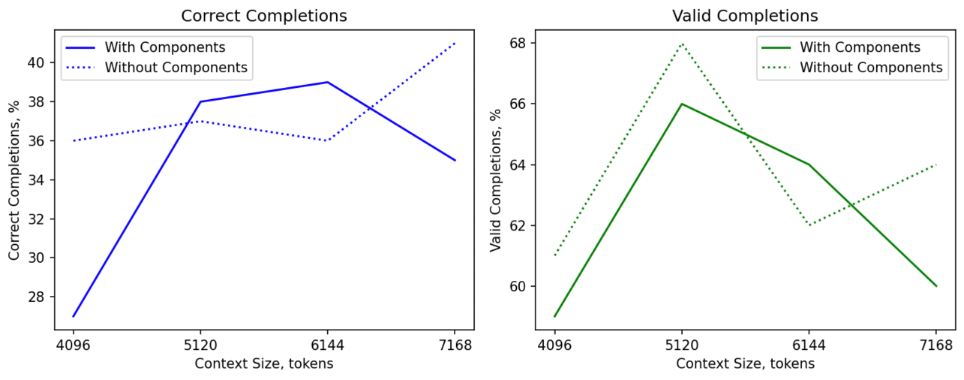 Correct Completions
With Components
Without Components
Correct Completions, %
40
38
36
34
32
30
28
4096 5120 6144 7168
Context Size, tokens
Valid Completions
With Components
Without Components
Valid Completions, %
68
66
64
62
60
4096 5120 6144 7168
Context Size, tokens